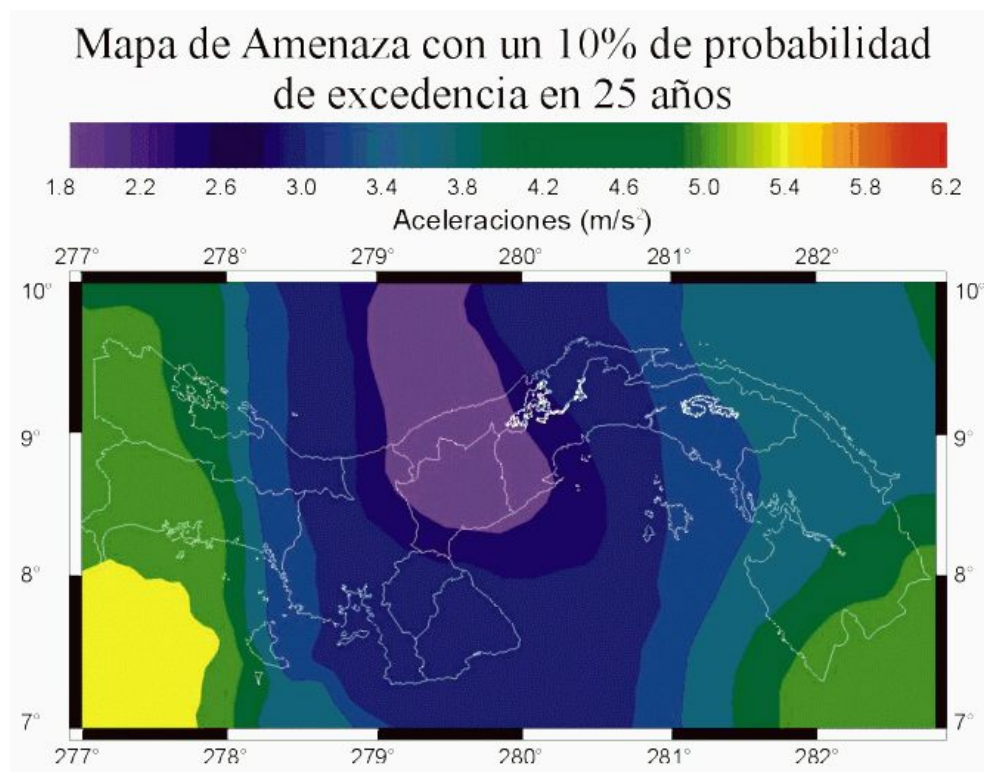 Mapa de Amenaza con un 10% de probabilidad
de excedencia en 25 años
1.8 2.2 2.6 3.0 3.4 3.8 4.2 4.6 5.0 5.4 5.8 6.2
Aceleraciones (m/s²)
277° 278° 279° 280° 281° 282°
10° 10°
9° 9°
8° 8°
7° 7°
277° 278° 279° 280° 281° 282°